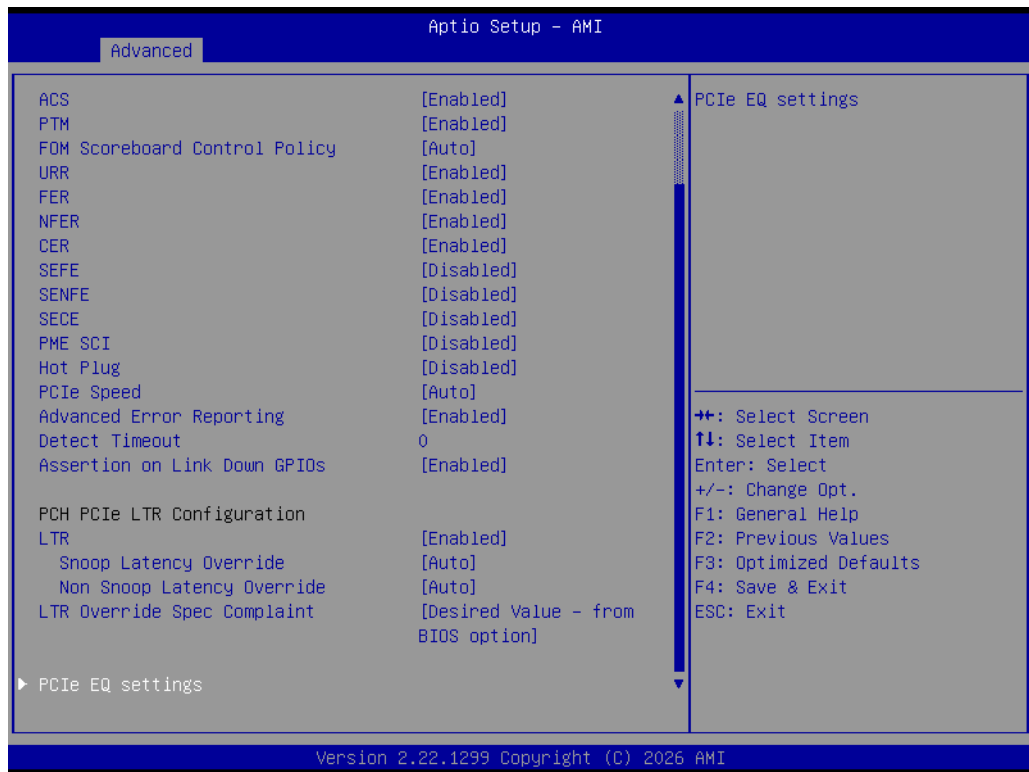 Aptio Setup – AMI
Advanced
ACS [Enabled]
PTM [Enabled]
FOM Scoreboard Control Policy [Auto]
URR [Enabled]
FER [Enabled]
NFER [Enabled]
CER [Enabled]
SEFE [Disabled]
SENFE [Disabled]
SECE [Disabled]
PME SCI [Disabled]
Hot Plug [Disabled]
PCIe Speed [Auto]
Advanced Error Reporting [Enabled]
Detect Timeout 0
Assertion on Link Down GPIOs [Enabled]
PCH PCIe LTR Configuration
LTR [Enabled]
Snoop Latency Override [Auto]
Non Snoop Latency Override [Auto]
LTR Override Spec Complaint [Desired Value – from
BIOS option]
PCIe EQ settings
PCIe EQ settings
→←: Select Screen
↑↓: Select Item
Enter: Select
+/-: Change Opt.
F1: General Help
F2: Previous Values
F3: Optimized Defaults
F4: Save & Exit
ESC: Exit
Version 2.22.1299 Copyright (C) 2026 AMI